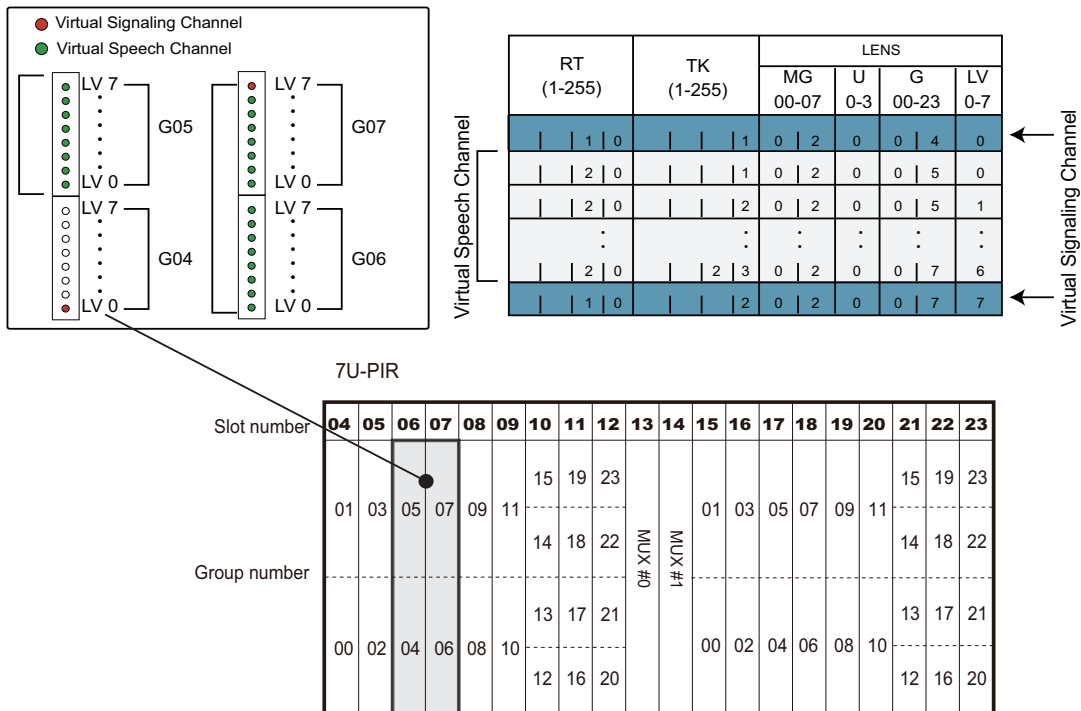 Virtual Signaling Channel
Virtual Speech Channel
LV 7
G05
LV 0
LV 7
G04
LV 0
LV 7
G07
LV 0
LV 7
G06
LV 0
RT (1-255) TK (1-255) LENS
MG 00-07 U 0-3 G 00-23 LV 0-7
1 0 1 0 2 0 0 4 0
2 0 1 0 2 0 0 5 0
2 0 2 0 2 0 0 5 1
: : : : : :
2 0 2 3 0 2 0 0 7 6
1 0 2 0 2 0 0 7 7
Virtual Speech Channel
Virtual Signaling Channel
7U-PIR
Slot number 04 05 06 07 08 09 10 11 12 13 14 15 16 17 18 19 20 21 22 23
15 19 23 15 19 23
01 03 05 07 09 11 01 03 05 07 09 11
14 18 22 14 18 22
MUX #0 MUX #1
Group number
13 17 21 13 17 21
00 02 04 06 08 10 00 02 04 06 08 10
12 16 20 12 16 20